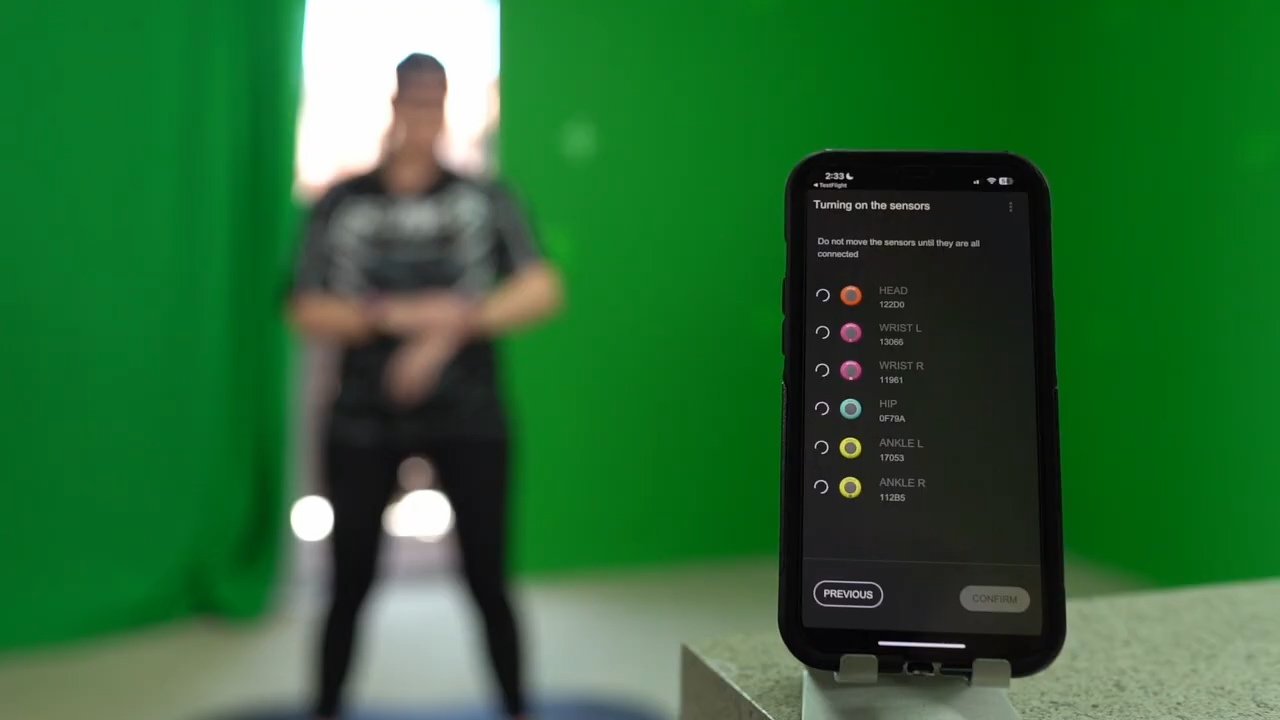 2:33
TestFlight
Turning on the sensors
Do not move the sensors until they are all
connected
HEAD
122D0
WRIST L
13066
WRIST R
11961
HIP
0F79A
ANKLE L
17053
ANKLE R
112B5
PREVIOUS
CONFIRM